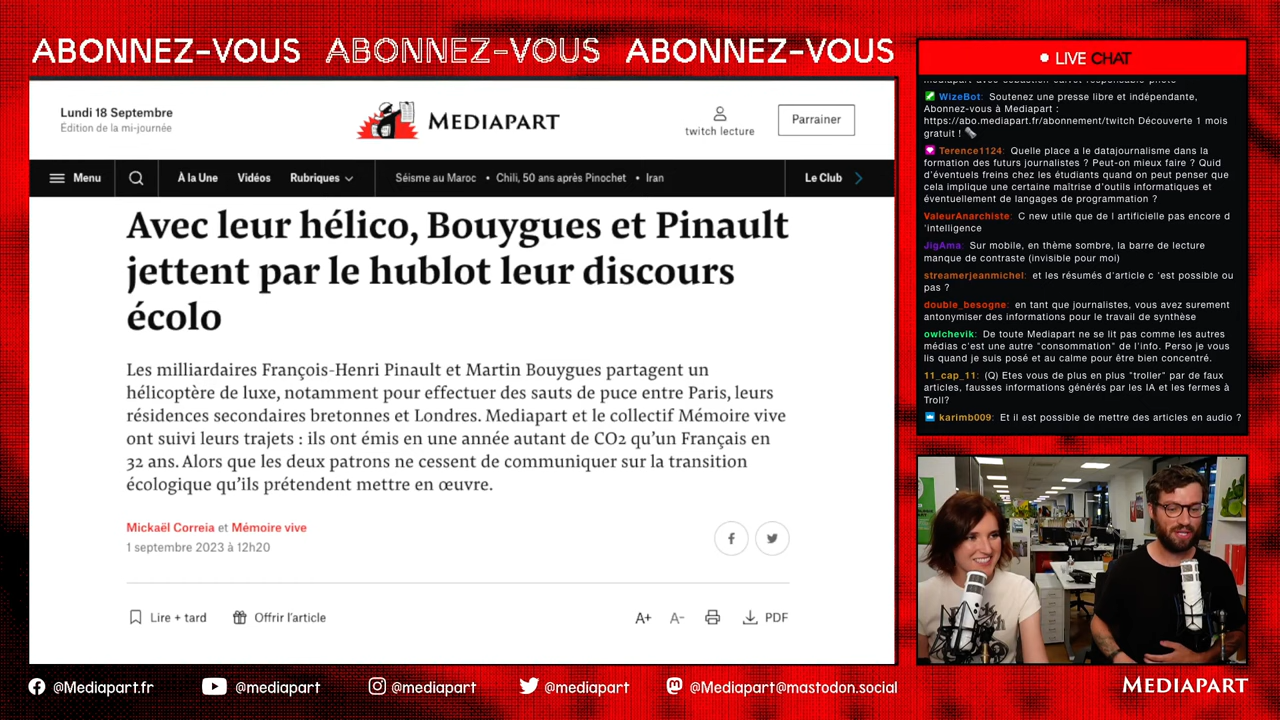 ABONNEZ-VOUS ABONNEZ-VOUS ABONNEZ-VOUS
Lundi 18 Septembre
Édition de la mi-journée
MEDIAPART
twitch lecture
Parrainer
Menu
À la Une
Vidéos
Rubriques
Séisme au Maroc • Chili, 50 ans après Pinochet • Iran
Le Club
Avec leur hélico, Bouygues et Pinault
jettent par le hublot leur discours
écolo
Les milliardaires François-Henri Pinault et Martin Bouygues partagent un
hélicoptère de luxe, notamment pour effectuer des sauts de puce entre Paris, leurs
résidences secondaires bretonnes et Londres. Mediapart et le collectif Mémoire vive
ont suivi leurs trajets : ils ont émis en une année autant de CO2 qu'un Français en
32 ans. Alors que les deux patrons ne cessent de communiquer sur la transition
écologique qu'ils prétendent mettre en œuvre.
Mickaël Correia et Mémoire vive
1 septembre 2023 à 12h20
Lire + tard
Offrir l'article
A+
A-
PDF
LIVE CHAT
mediapart avec sebastien calvet responsable photo
WizeBot: Soutenez une presse libre et indépendante,
Abonnez-vous à Mediapart :
https://abo.mediapart.fr/abonnement/twitch Découverte 1 mois
gratuit !
Terence1124: Quelle place a le datajournalisme dans la
formation des futurs journalistes ? Peut-on mieux faire ? Quid
d'éventuels freins chez les étudiants quand on peut penser que
cela implique une certaine maîtrise d'outils informatiques et
éventuellement de langages de programmation ?
ValeurAnarchiste: C new utile que de l artificielle pas encore d
'intelligence
JigAma: Sur mobile, en thème sombre, la barre de lecture
manque de contraste (invisible pour moi)
streamerjeanmichel: et les résumés d'article c 'est possible ou
pas ?
double_besogne: en tant que journalistes, vous avez surement
antonymiser des informations pour le travail de synthèse
owlchevik: De toute Mediapart ne se lit pas comme les autres
médias c'est une autre "consommation" de l'info. Perso je vous
lis quand je suis posé et au calme pour être bien concentré.
11_cap_11: (Q) Etes vous de plus en plus "troller" par de faux
articles, fausses informations générés par les IA et les fermes à
Troll?
karimb009: Et il est possible de mettre des articles en audio ?
@Mediapart.fr
@mediapart
@mediapart
@mediapart
@Mediapart@mastodon.social
MEDIAPART